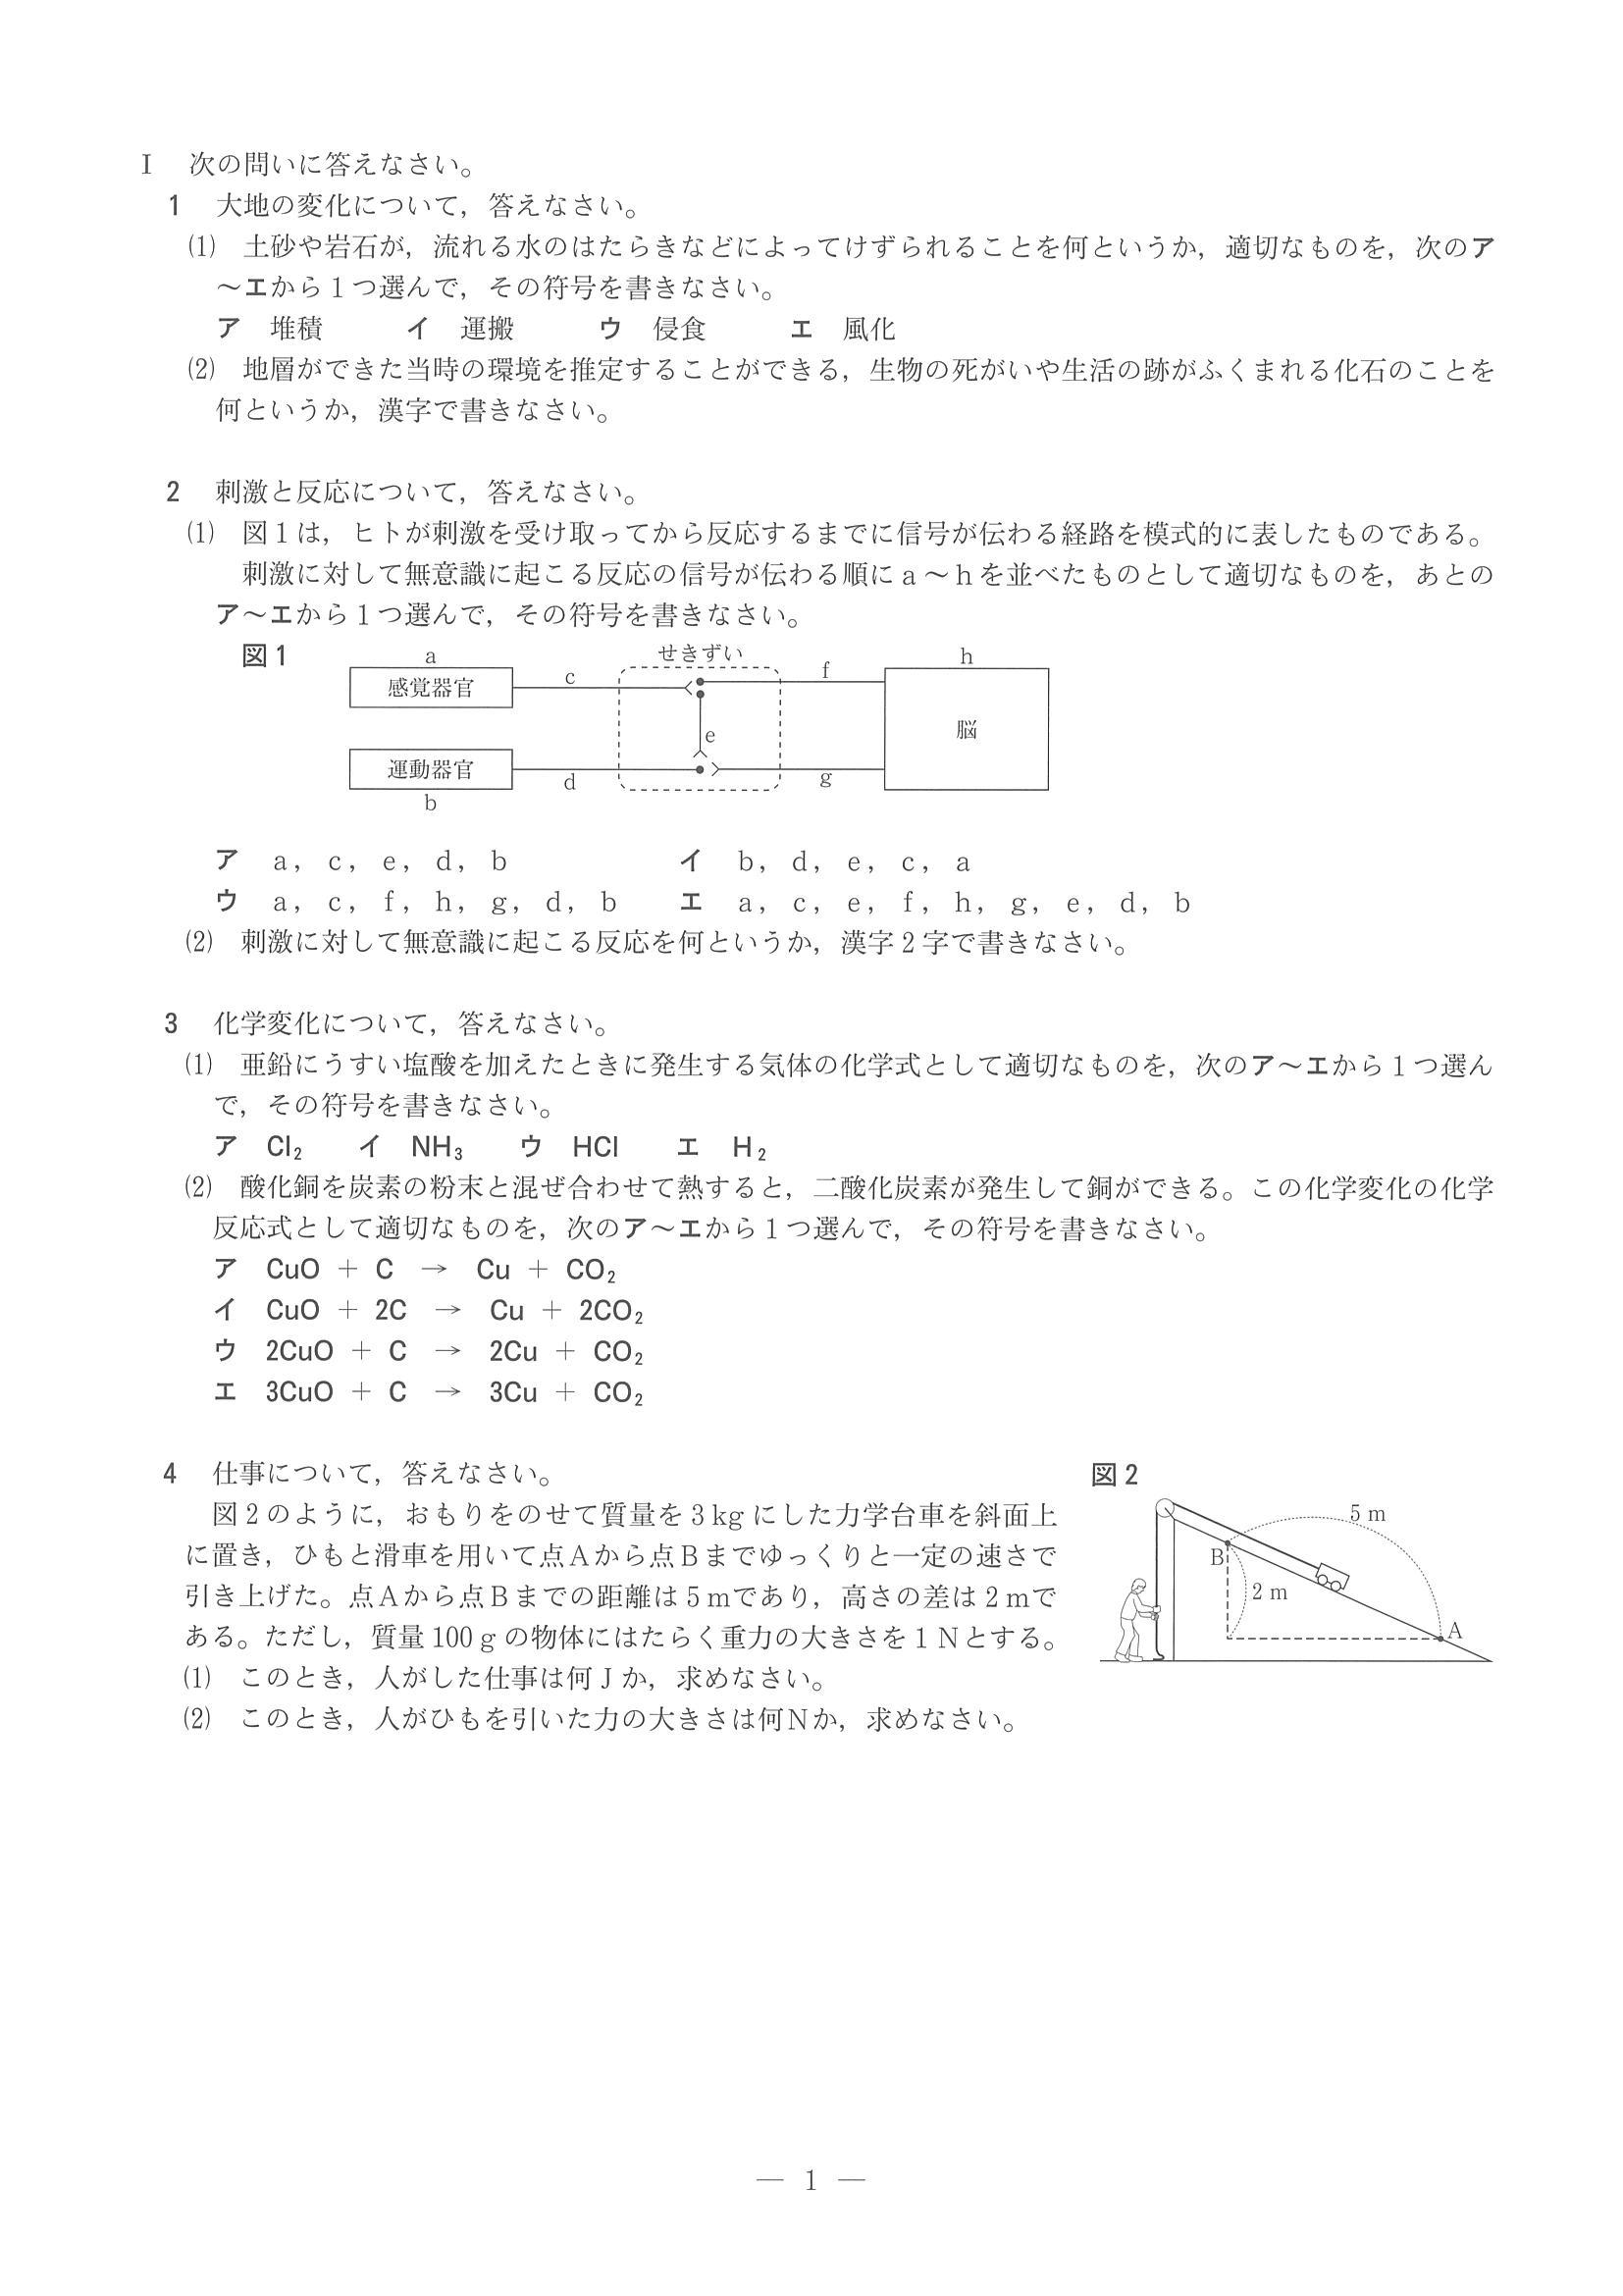 Ⅰ 次の問いに答えなさい。
1 大地の変化について，答えなさい。
⑴ 土砂や岩石が，流れる水のはたらきなどによってけずられることを何というか，適切なものを，次のア
～エから１つ選んで，その符号を書きなさい。
ア 堆積 イ 運搬 ウ 侵食 エ 風化
⑵ 地層ができた当時の環境を推定することができる，生物の死がいや生活の跡がふくまれる化石のことを
何というか，漢字で書きなさい。
2 刺激と反応について，答えなさい。
⑴ 図１は，ヒトが刺激を受け取ってから反応するまでに信号が伝わる経路を模式的に表したものである。
刺激に対して無意識に起こる反応の信号が伝わる順にａ～ｈを並べたものとして適切なものを，あとの
ア～エから１つ選んで，その符号を書きなさい。
図1
a
せきずい
h
感覚器官
c
f
脳
e
運動器官
d
g
b
ア a，c，e，d，b イ b，d，e，c，a
ウ a，c，f，h，g，d，b エ a，c，e，f，h，g，e，d，b
⑵ 刺激に対して無意識に起こる反応を何というか，漢字２字で書きなさい。
3 化学変化について，答えなさい。
⑴ 亜鉛にうすい塩酸を加えたときに発生する気体の化学式として適切なものを，次のア～エから１つ選ん
で，その符号を書きなさい。
ア Cl₂ イ NH₃ ウ HCl エ H₂
⑵ 酸化銅を炭素の粉末と混ぜ合わせて熱すると，二酸化炭素が発生して銅ができる。この化学変化の化学
反応式として適切なものを，次のア～エから１つ選んで，その符号を書きなさい。
ア CuO ＋ C → Cu ＋ CO₂
イ CuO ＋ 2C → Cu ＋ 2CO₂
ウ 2CuO ＋ C → 2Cu ＋ CO₂
エ 3CuO ＋ C → 3Cu ＋ CO₂
4 仕事について，答えなさい。
図２のように，おもりをのせて質量を３kg にした力学台車を斜面上
に置き，ひもと滑車を用いて点Ａから点Ｂまでゆっくりと一定の速さで
引き上げた。点Ａから点Ｂまでの距離は５ｍであり，高さの差は２ｍで
ある。ただし，質量 100ｇの物体にはたらく重力の大きさを１Ｎとする。
⑴ このとき，人がした仕事は何Ｊか，求めなさい。
⑵ このとき，人がひもを引いた力の大きさは何Ｎか，求めなさい。
図2
5 m
B
2 m
A
― 1 ―